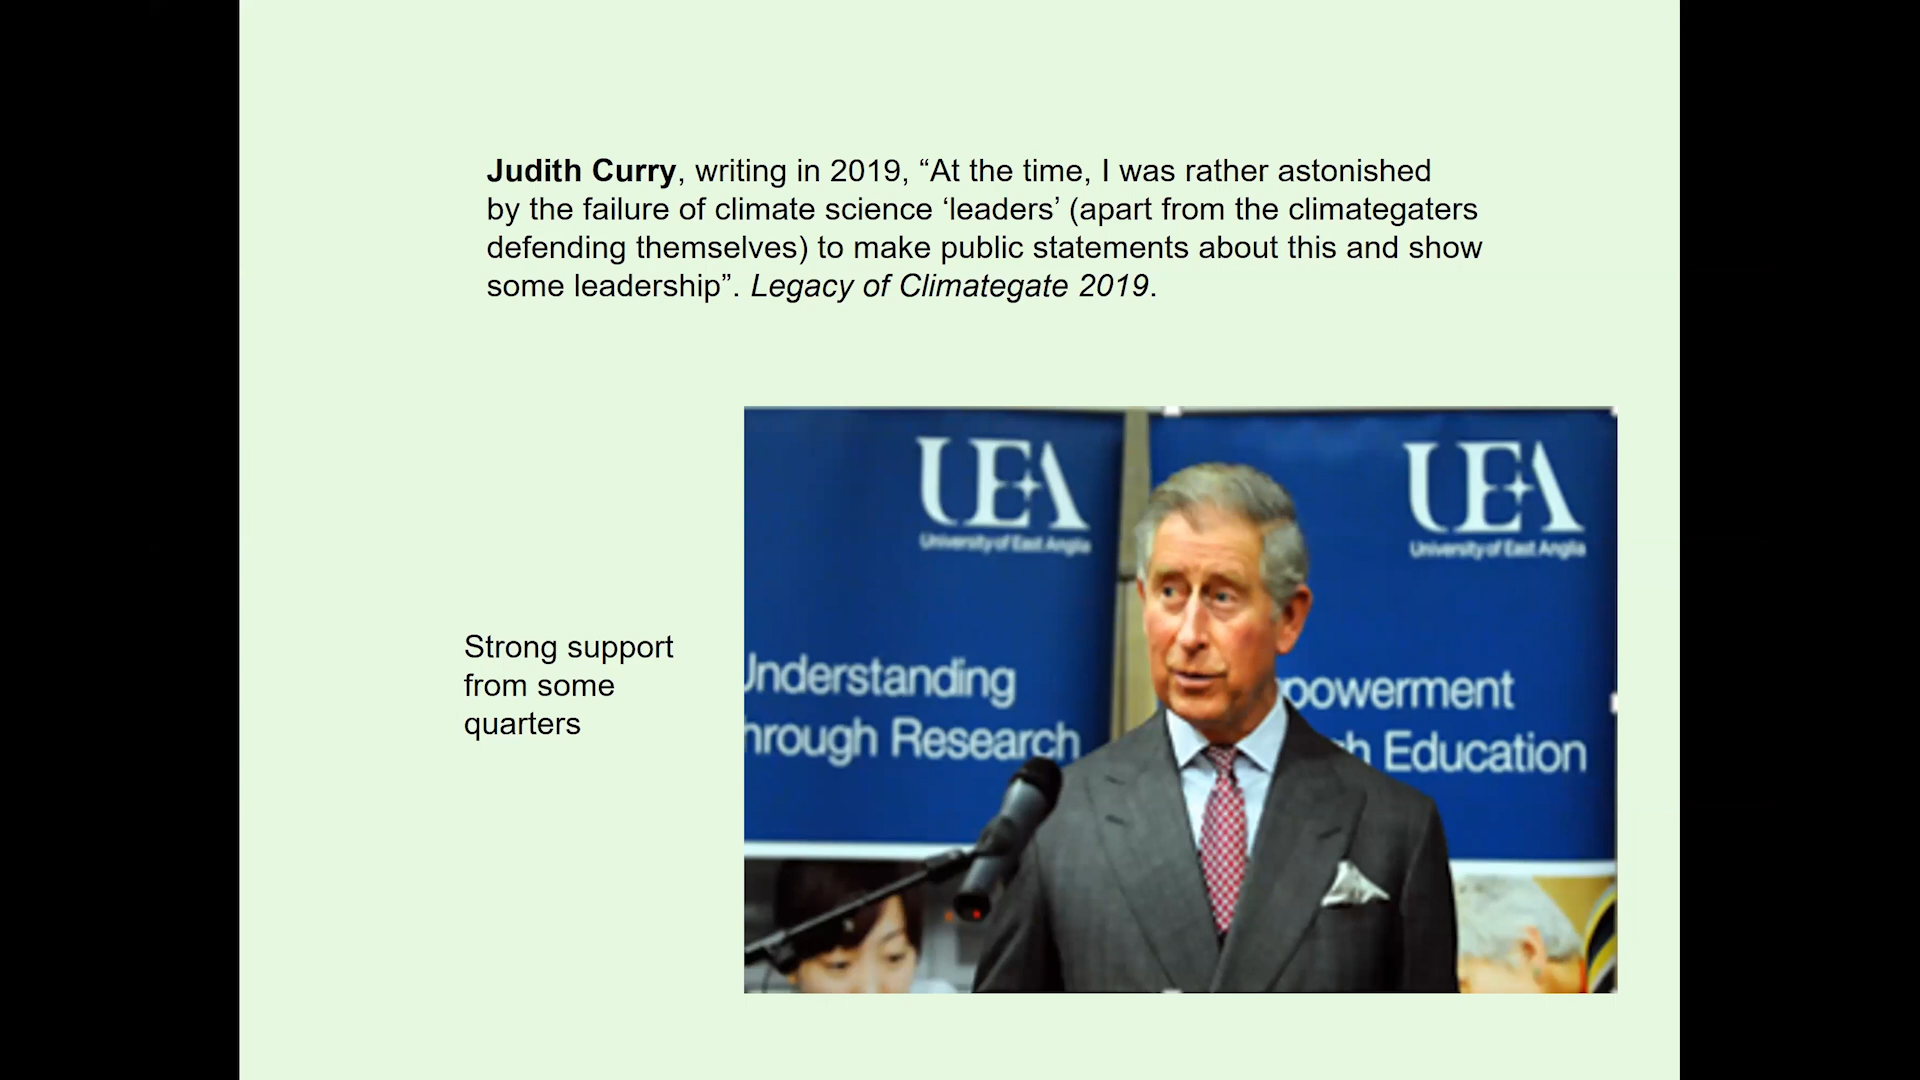 Judith Curry, writing in 2019, “At the time, I was rather astonished
by the failure of climate science ‘leaders’ (apart from the climategaters
defending themselves) to make public statements about this and show
some leadership”. Legacy of Climategate 2019.
UEA
University of East Anglia
UEA
University of East Anglia
Strong support
from some
quarters
Understanding
hrough Research
powerment
h Education